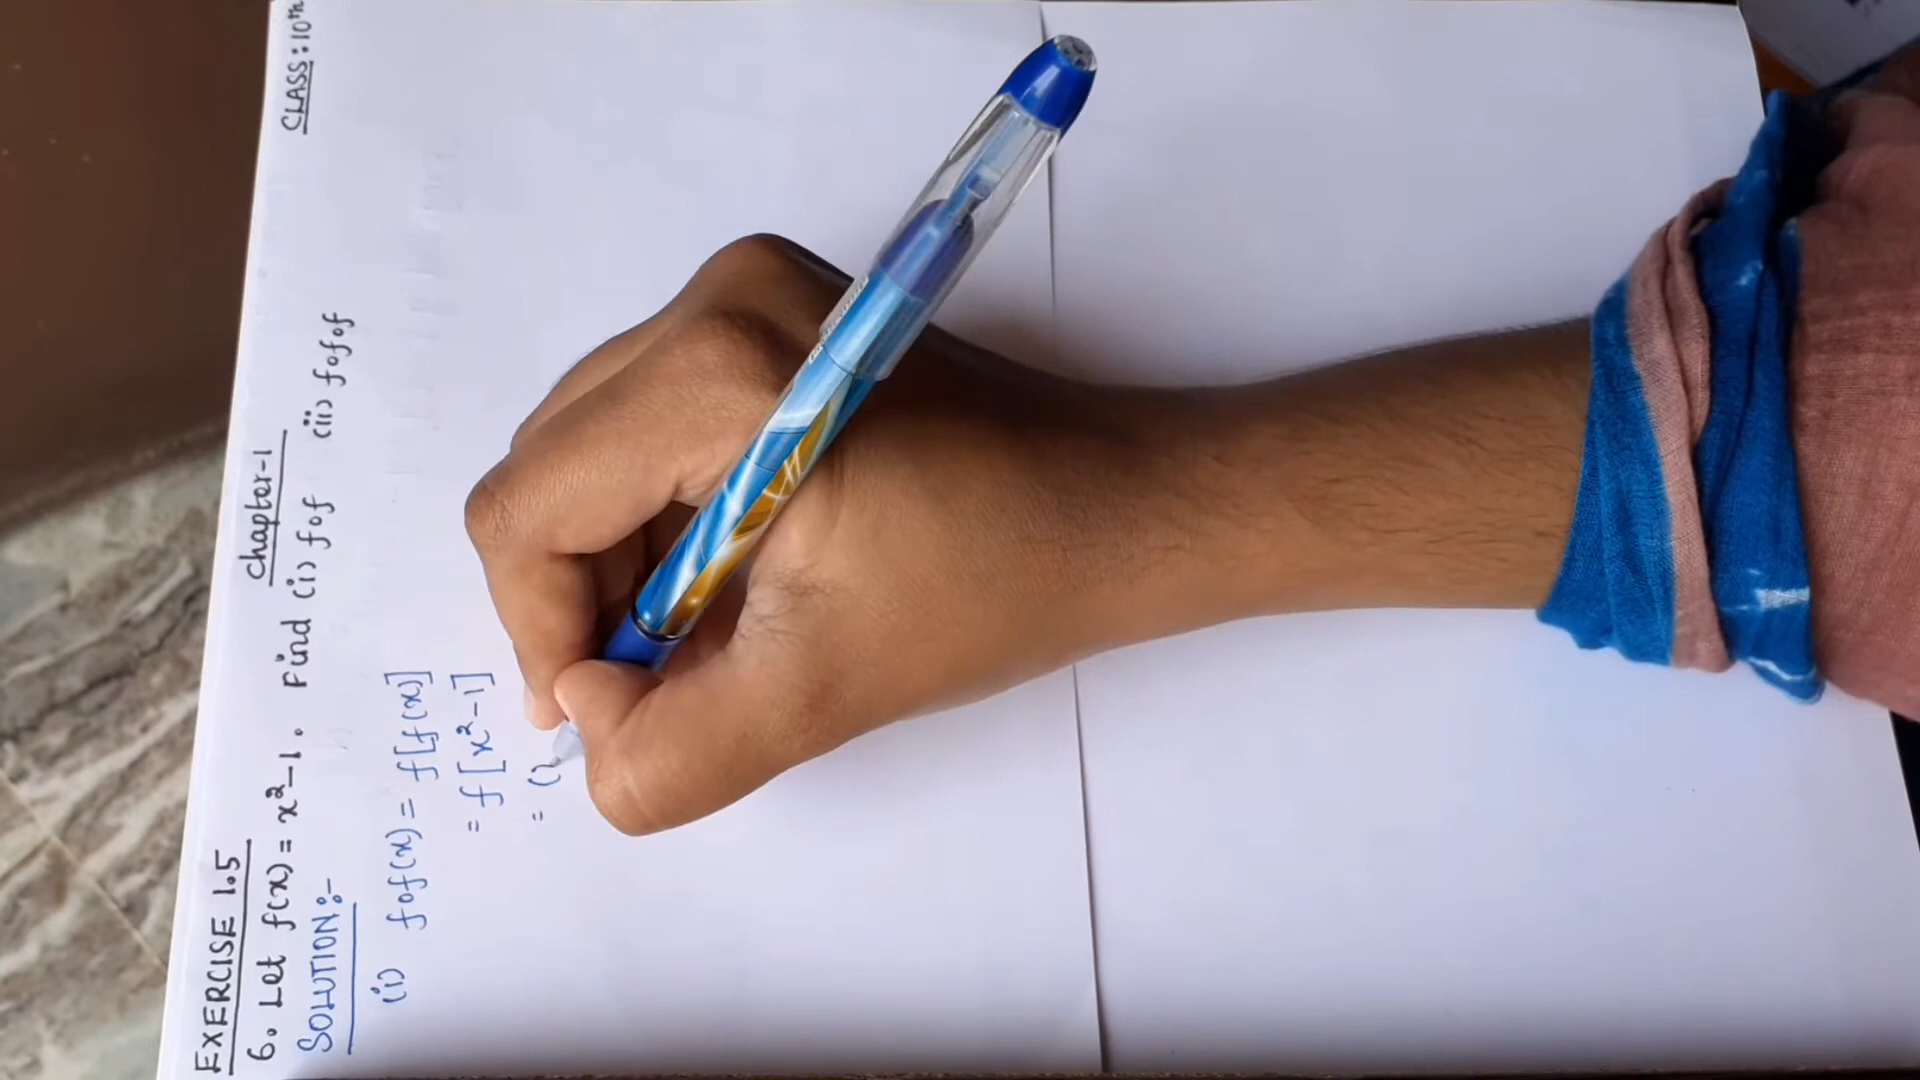 CLASS: 10th
Chapter-1
EXERCISE 1.5
6. Let f(x) = x²-1. Find (i) fof (ii) fofof
SOLUTION:-
(i) fof(x) = f[f(x)]
= f[x²-1]
= (